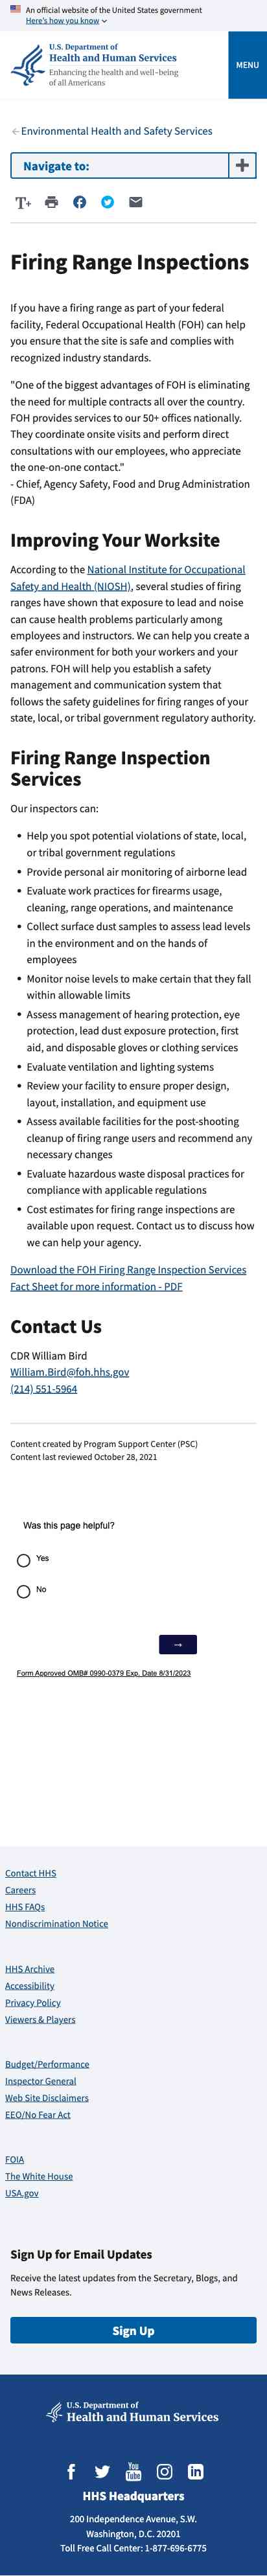 An official website of the United States government
Here's how you know
U.S. Department of
Health and Human Services
Enhancing the health and well-being
of all Americans
MENU
Environmental Health and Safety Services
Navigate to:
T+
Firing Range Inspections
If you have a firing range as part of your federal
facility, Federal Occupational Health (FOH) can help
you ensure that the site is safe and complies with
recognized industry standards.
"One of the biggest advantages of FOH is eliminating
the need for multiple contracts all over the country.
FOH provides services to our 50+ offices nationally.
They coordinate onsite visits and perform direct
consultations with our employees, who appreciate
the one-on-one contact."
- Chief, Agency Safety, Food and Drug Administration
(FDA)
Improving Your Worksite
According to the National Institute for Occupational
Safety and Health (NIOSH), several studies of firing
ranges have shown that exposure to lead and noise
can cause health problems particularly among
employees and instructors. We can help you create a
safer environment for both your workers and your
patrons. FOH will help you establish a safety
management and communication system that
follows the safety guidelines for firing ranges of your
state, local, or tribal government regulatory authority.
Firing Range Inspection
Services
Our inspectors can:
• Help you spot potential violations of state, local,
or tribal government regulations
• Provide personal air monitoring of airborne lead
• Evaluate work practices for firearms usage,
cleaning, range operations, and maintenance
• Collect surface dust samples to assess lead levels
in the environment and on the hands of
employees
• Monitor noise levels to make certain that they fall
within allowable limits
• Assess management of hearing protection, eye
protection, lead dust exposure protection, first
aid, and disposable gloves or clothing services
• Evaluate ventilation and lighting systems
• Review your facility to ensure proper design,
layout, installation, and equipment use
• Assess available facilities for the post-shooting
cleanup of firing range users and recommend any
necessary changes
• Evaluate hazardous waste disposal practices for
compliance with applicable regulations
• Cost estimates for firing range inspections are
available upon request. Contact us to discuss how
we can help your agency.
Download the FOH Firing Range Inspection Services
Fact Sheet for more information - PDF
Contact Us
CDR William Bird
William.Bird@foh.hhs.gov
(214) 551-5964
Content created by Program Support Center (PSC)
Content last reviewed October 28, 2021
Was this page helpful?
Yes
No
→
Form Approved OMB# 0990-0379 Exp. Date 8/31/2023
Contact HHS
Careers
HHS FAQs
Nondiscrimination Notice
HHS Archive
Accessibility
Privacy Policy
Viewers & Players
Budget/Performance
Inspector General
Web Site Disclaimers
EEO/No Fear Act
FOIA
The White House
USA.gov
Sign Up for Email Updates
Receive the latest updates from the Secretary, Blogs, and
News Releases.
Sign Up
U.S. Department of
Health and Human Services
You
Tube
HHS Headquarters
200 Independence Avenue, S.W.
Washington, D.C. 20201
Toll Free Call Center: 1-877-696-6775